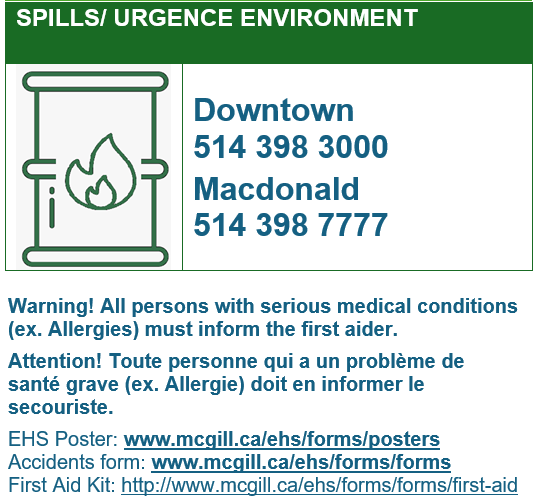 SPILLS/ URGENCE ENVIRONMENT
Downtown
514 398 3000
Macdonald
514 398 7777
Warning! All persons with serious medical conditions
(ex. Allergies) must inform the first aider.
Attention! Toute personne qui a un problème de
santé grave (ex. Allergie) doit en informer le
secouriste.
EHS Poster: www.mcgill.ca/ehs/forms/posters
Accidents form: www.mcgill.ca/ehs/forms/forms
First Aid Kit: http://www.mcgill.ca/ehs/forms/forms/first-aid